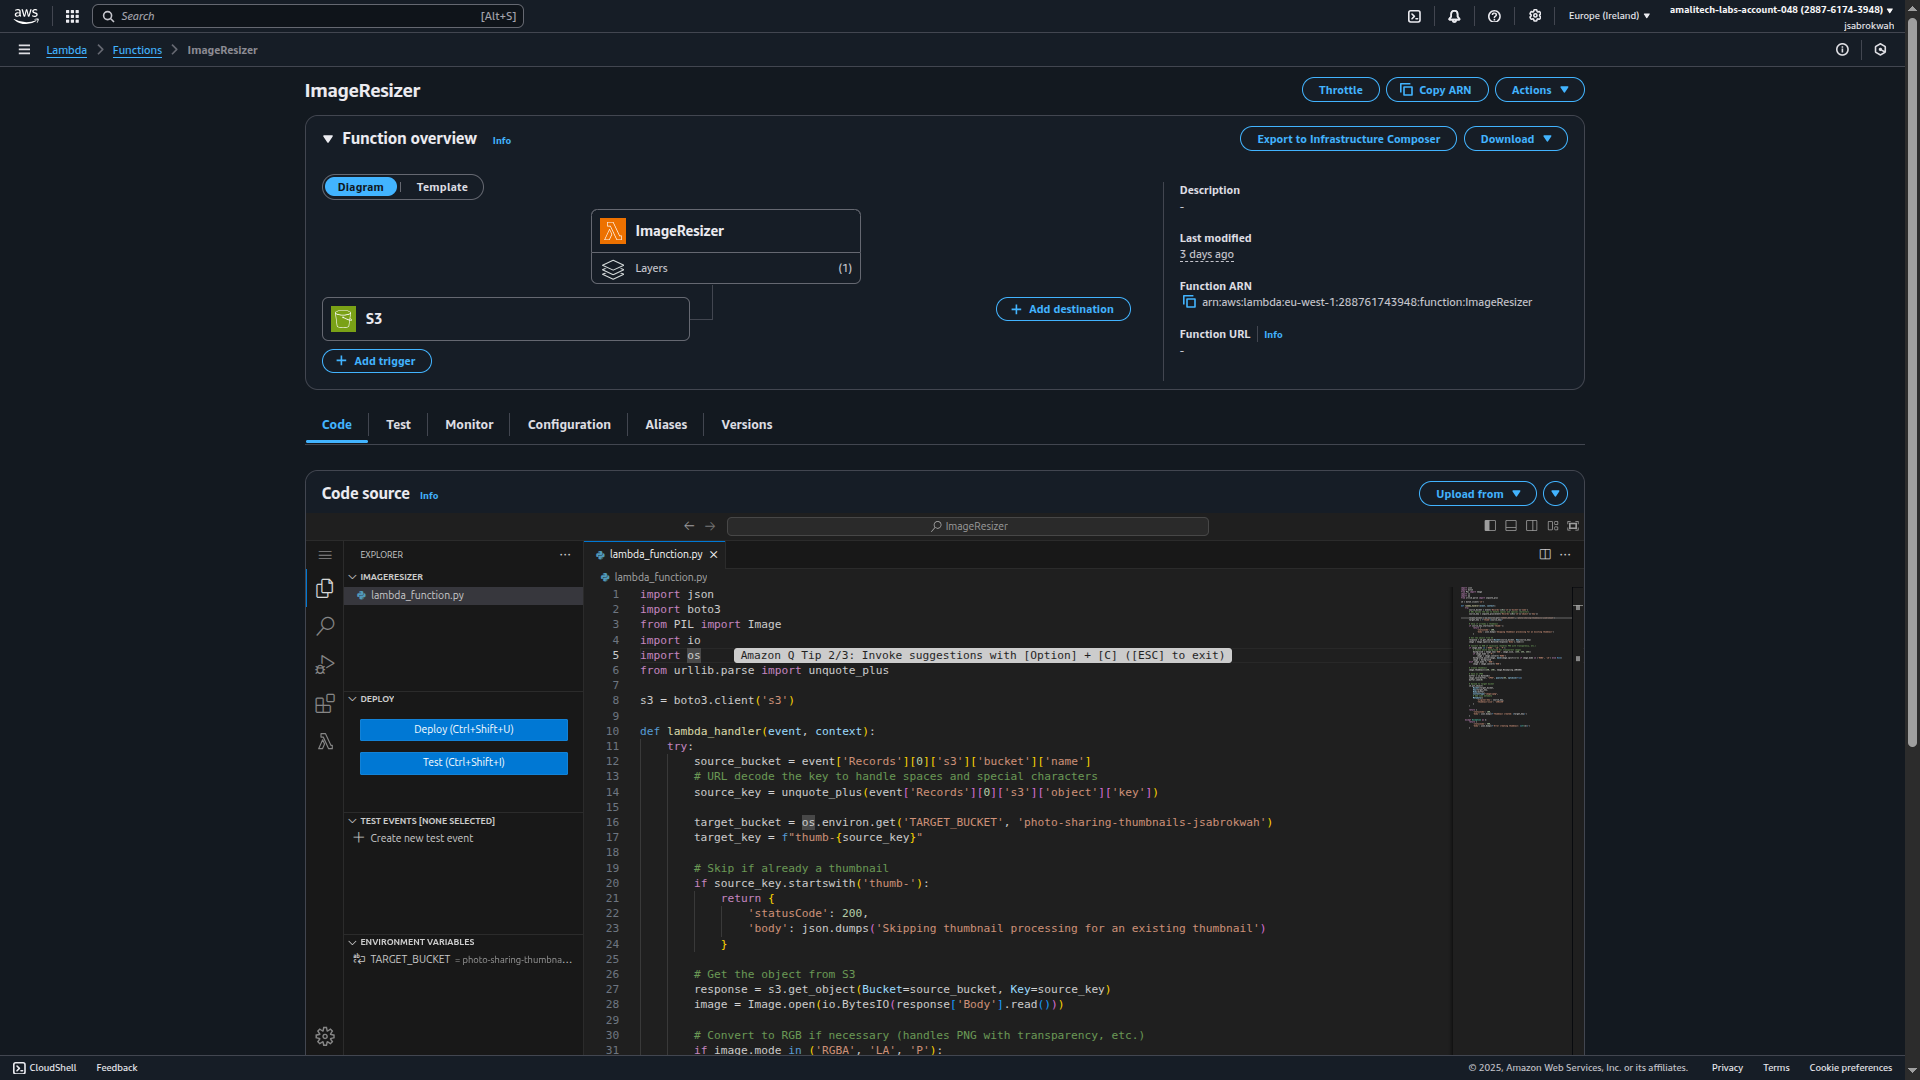 aws
Search
[Alt+S]
Europe (Ireland)
amalitech-labs-account-048 (2887-6174-3948)
jsabrokwah
Lambda
Functions
ImageResizer
ImageResizer
Throttle
Copy ARN
Actions
Function overview
Info
Export to Infrastructure Composer
Download
Diagram
Template
ImageResizer
Layers
(1)
S3
Add trigger
Add destination
Description
-
Last modified
3 days ago
Function ARN
arn:aws:lambda:eu-west-1:288761743948:function:ImageResizer
Function URL
Info
-
Code
Test
Monitor
Configuration
Aliases
Versions
Code source
Info
Upload from
ImageResizer
EXPLORER
IMAGERESIZER
lambda_function.py
DEPLOY
Deploy (Ctrl+Shift+U)
Test (Ctrl+Shift+I)
TEST EVENTS [NONE SELECTED]
Create new test event
ENVIRONMENT VARIABLES
TARGET_BUCKET = photo-sharing-thumbna...
lambda_function.py
lambda_function.py
1 import json
2 import boto3
3 from PIL import Image
4 import io
5 import os Amazon Q Tip 2/3: Invoke suggestions with [Option] + [C] ([ESC] to exit)
6 from urllib.parse import unquote_plus
7
8 s3 = boto3.client('s3')
9
10 def lambda_handler(event, context):
11 try:
12 source_bucket = event['Records'][0]['s3']['bucket']['name']
13 # URL decode the key to handle spaces and special characters
14 source_key = unquote_plus(event['Records'][0]['s3']['object']['key'])
15
16 target_bucket = os.environ.get('TARGET_BUCKET', 'photo-sharing-thumbnails-jsabrokwah')
17 target_key = f"thumb-{source_key}"
18
19 # Skip if already a thumbnail
20 if source_key.startswith('thumb-'):
21 return {
22 'statusCode': 200,
23 'body': json.dumps('Skipping thumbnail processing for an existing thumbnail')
24 }
25
26 # Get the object from S3
27 response = s3.get_object(Bucket=source_bucket, Key=source_key)
28 image = Image.open(io.BytesIO(response['Body'].read()))
29
30 # Convert to RGB if necessary (handles PNG with transparency, etc.)
31 if image.mode in ('RGBA', 'LA', 'P'):
CloudShell
Feedback
© 2025, Amazon Web Services, Inc. or its affiliates.
Privacy
Terms
Cookie preferences